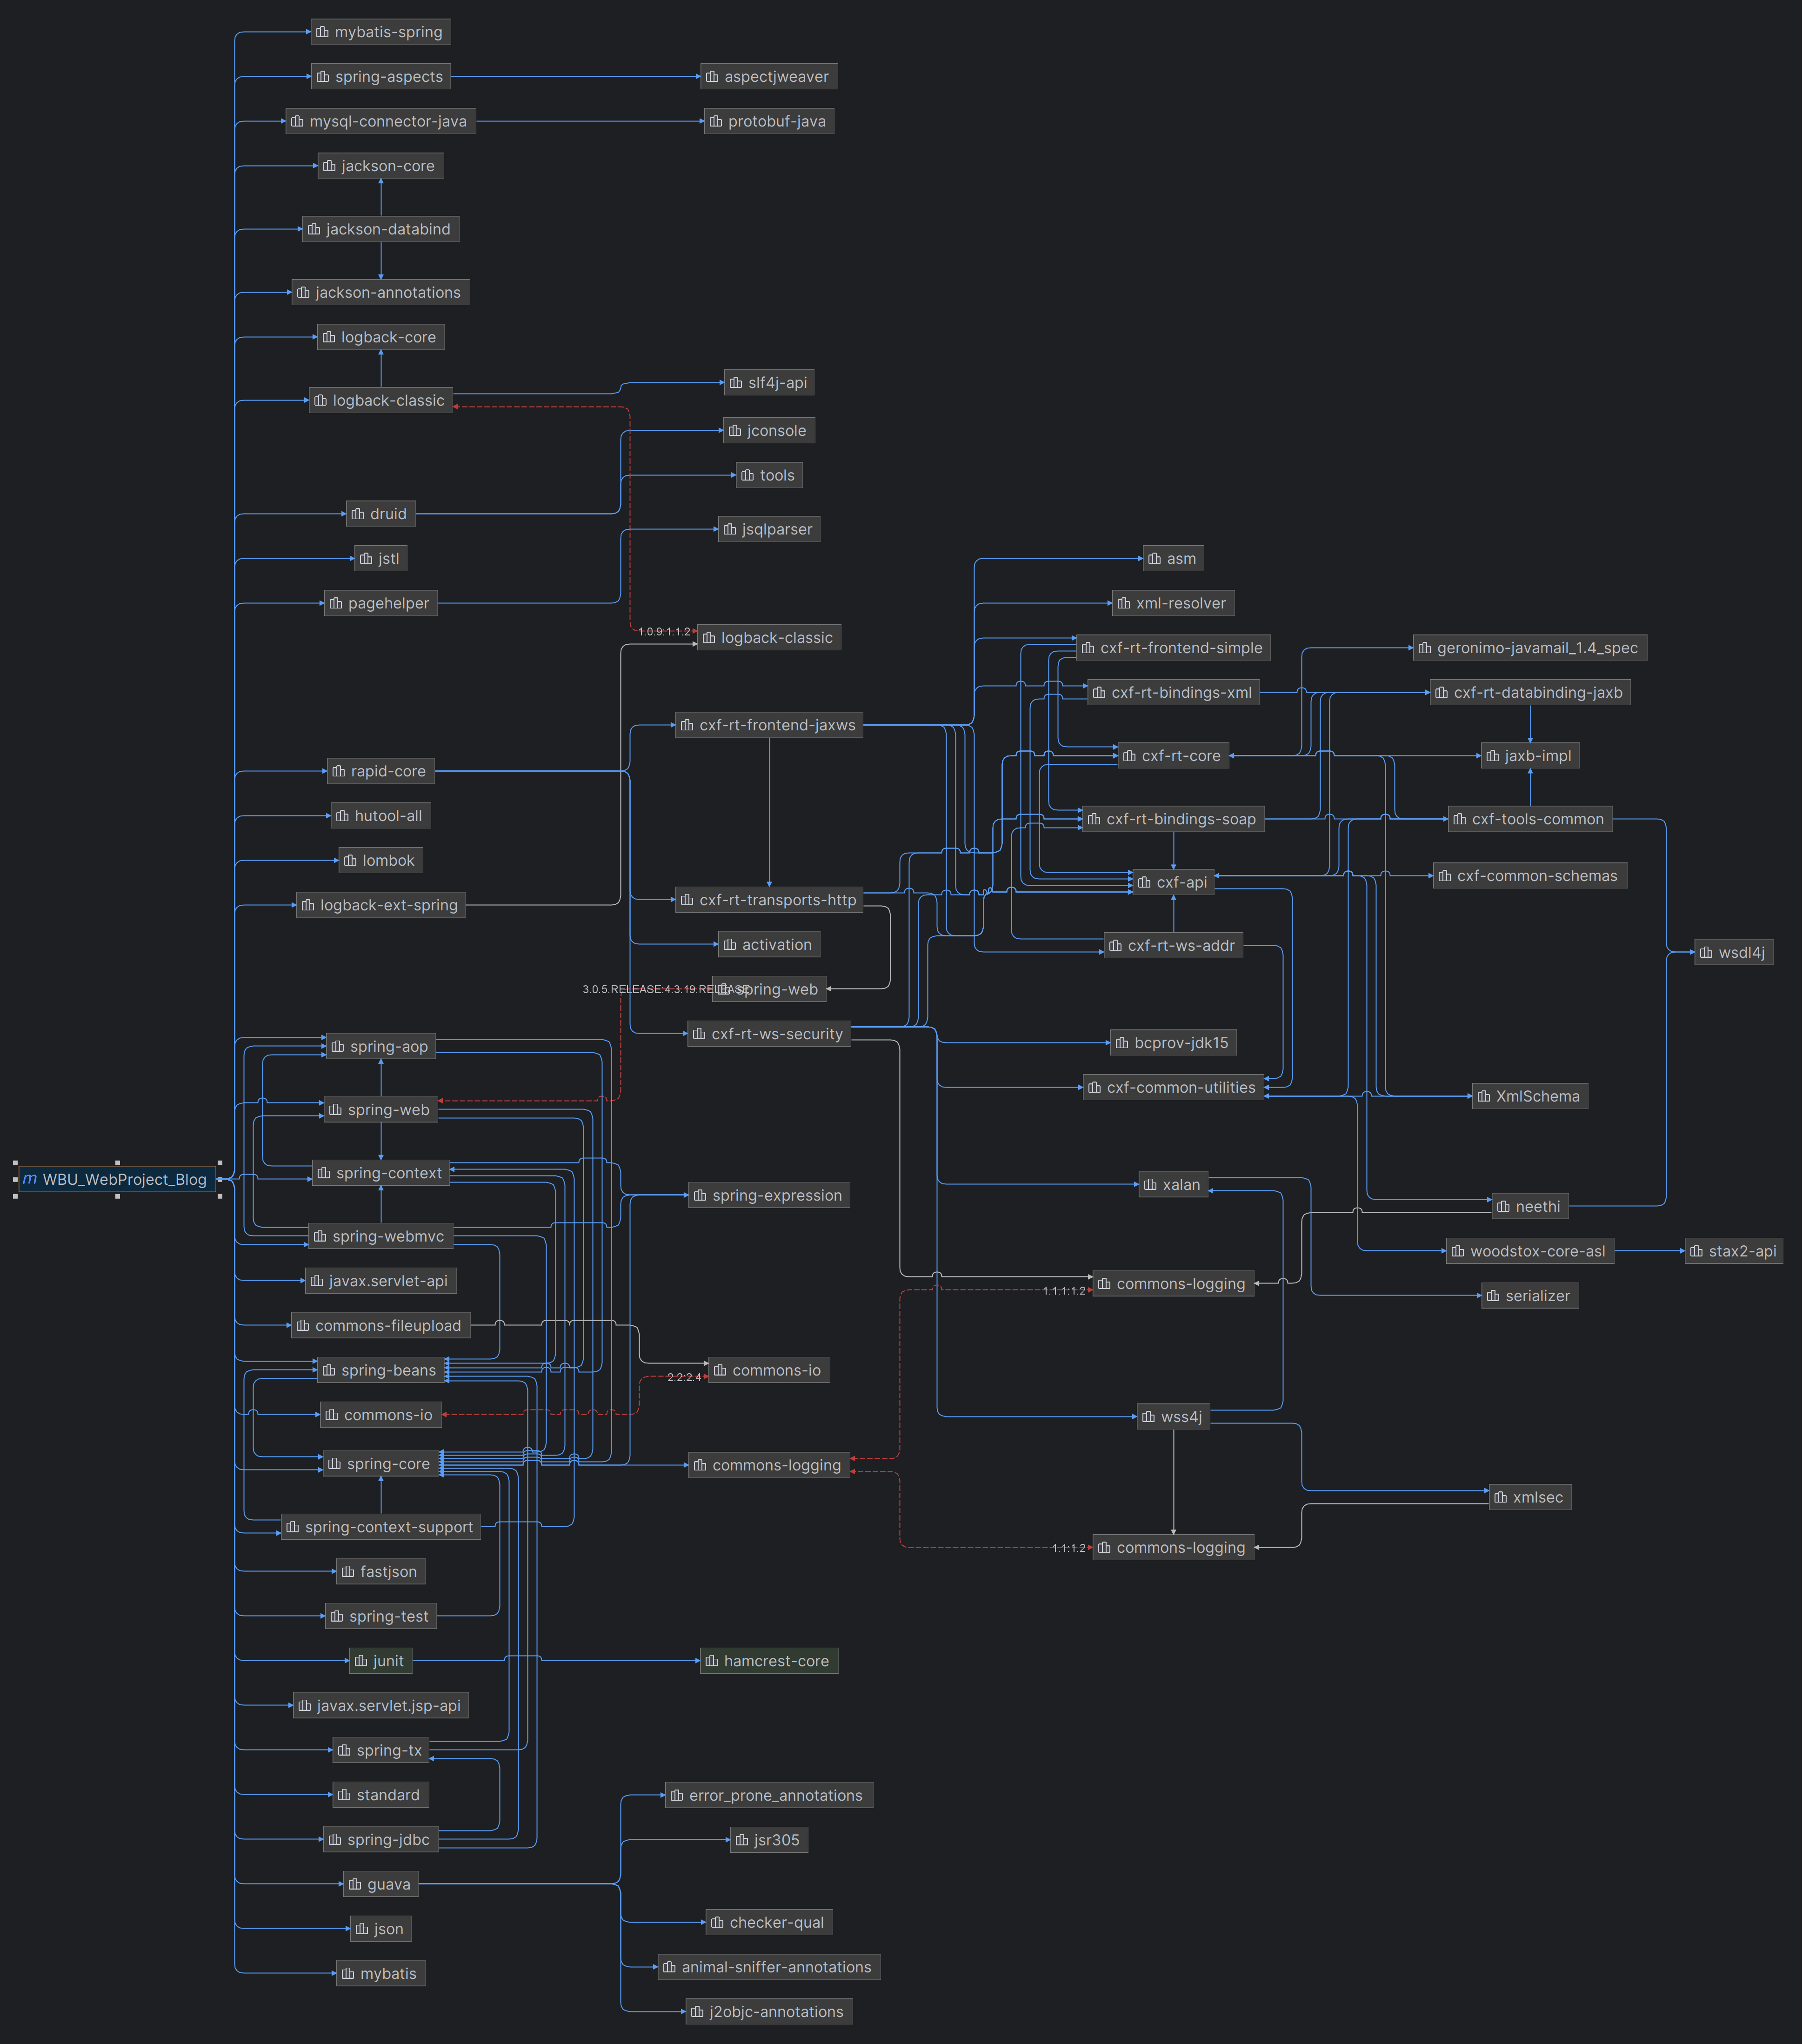 mybatis-spring
spring-aspects
aspectjweaver
mysql-connector-java
protobuf-java
jackson-core
jackson-databind
jackson-annotations
logback-core
slf4j-api
logback-classic
jconsole
tools
druid
jsqlparser
jstl
asm
pagehelper
xml-resolver
1.0.9:1.1.2
logback-classic
cxf-rt-frontend-simple
geronimo-javamail_1.4_spec
cxf-rt-bindings-xml
cxf-rt-databinding-jaxb
cxf-rt-frontend-jaxws
cxf-rt-core
jaxb-impl
rapid-core
hutool-all
cxf-rt-bindings-soap
cxf-tools-common
lombok
cxf-api
cxf-common-schemas
cxf-rt-transports-http
logback-ext-spring
activation
cxf-rt-ws-addr
wsdl4j
3.0.5.RELEASE:4.3.19.RELEASE
spring-web
cxf-rt-ws-security
bcprov-jdk15
spring-aop
cxf-common-utilities
XmlSchema
spring-web
spring-context
WBU_WebProject_Blog
xalan
spring-expression
neethi
spring-webmvc
woodstox-core-asl
stax2-api
javax.servlet-api
commons-logging
1.1.1:1.2
serializer
commons-fileupload
spring-beans
commons-io
2.2:2.4
commons-io
wss4j
spring-core
commons-logging
xmlsec
spring-context-support
1.1:1.2
commons-logging
fastjson
spring-test
junit
hamcrest-core
javax.servlet.jsp-api
spring-tx
standard
error_prone_annotations
spring-jdbc
jsr305
guava
checker-qual
json
animal-sniffer-annotations
mybatis
j2objc-annotations